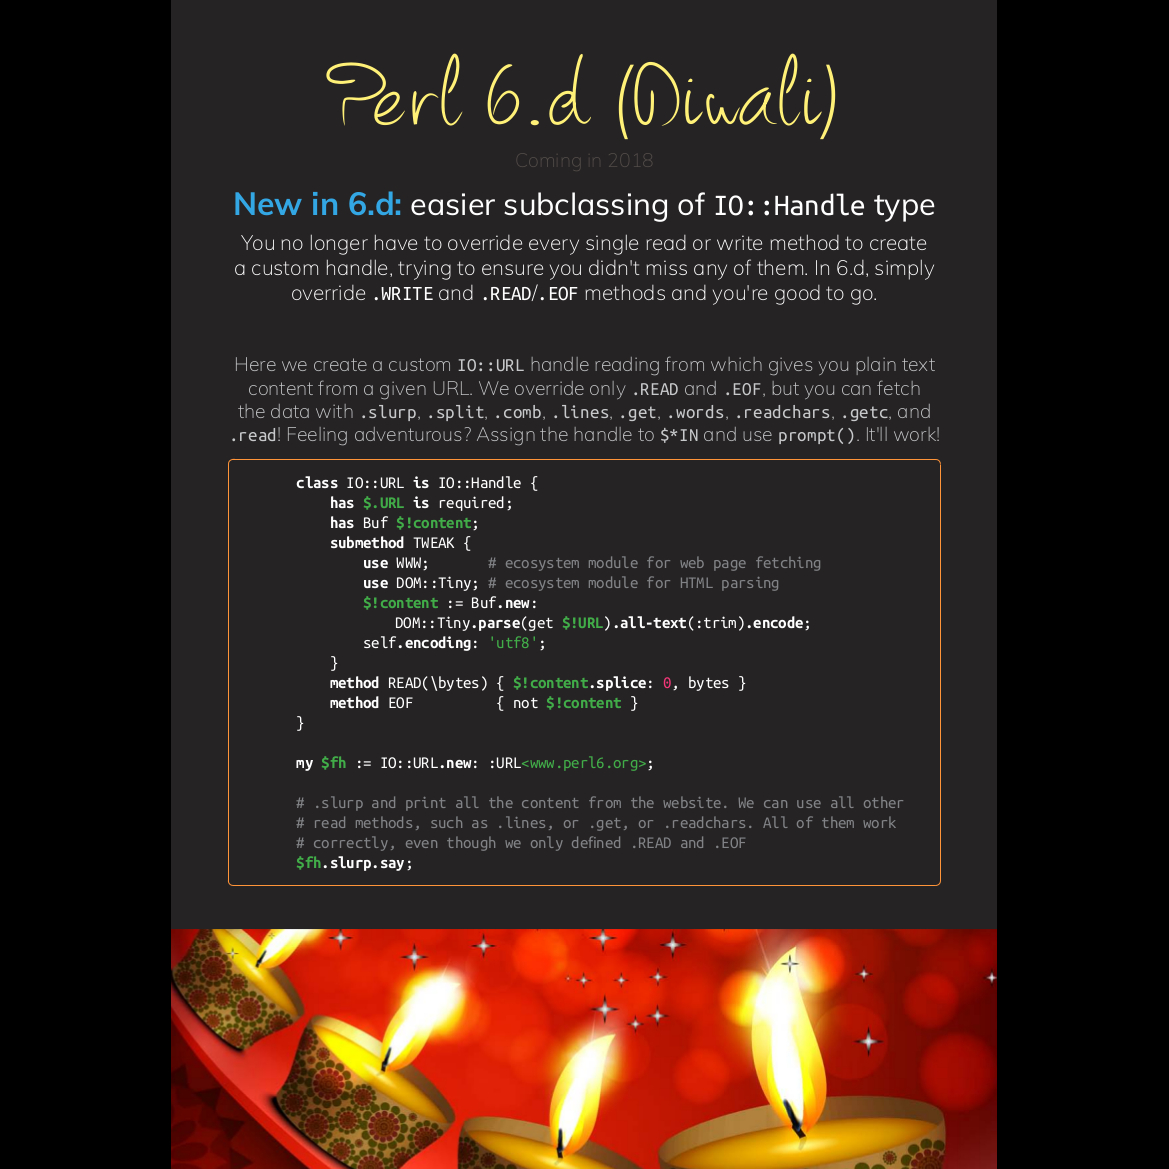 Perl 6.d (Diwali)
Coming in 2018
New in 6.d: easier subclassing of IO::Handle type
You no longer have to override every single read or write method to create
a custom handle, trying to ensure you didn't miss any of them. In 6.d, simply
override .WRITE and .READ/.EOF methods and you're good to go.
Here we create a custom IO::URL handle reading from which gives you plain text
content from a given URL. We override only .READ and .EOF, but you can fetch
the data with .slurp, .split, .comb, .lines, .get, .words, .readchars, .getc, and
.read! Feeling adventurous? Assign the handle to $*IN and use prompt(). It'll work!
class IO::URL is IO::Handle {
    has $.URL is required;
    has Buf $!content;
    submethod TWEAK {
        use WWW;       # ecosystem module for web page fetching
        use DOM::Tiny; # ecosystem module for HTML parsing
        $!content := Buf.new:
            DOM::Tiny.parse(get $!URL).all-text(:trim).encode;
        self.encoding: 'utf8';
    }
    method READ(\bytes) { $!content.splice: 0, bytes }
    method EOF          { not $!content }
}
my $fh := IO::URL.new: :URL<www.perl6.org>;
# .slurp and print all the content from the website. We can use all other
# read methods, such as .lines, or .get, or .readchars. All of them work
# correctly, even though we only defined .READ and .EOF
$fh.slurp.say;